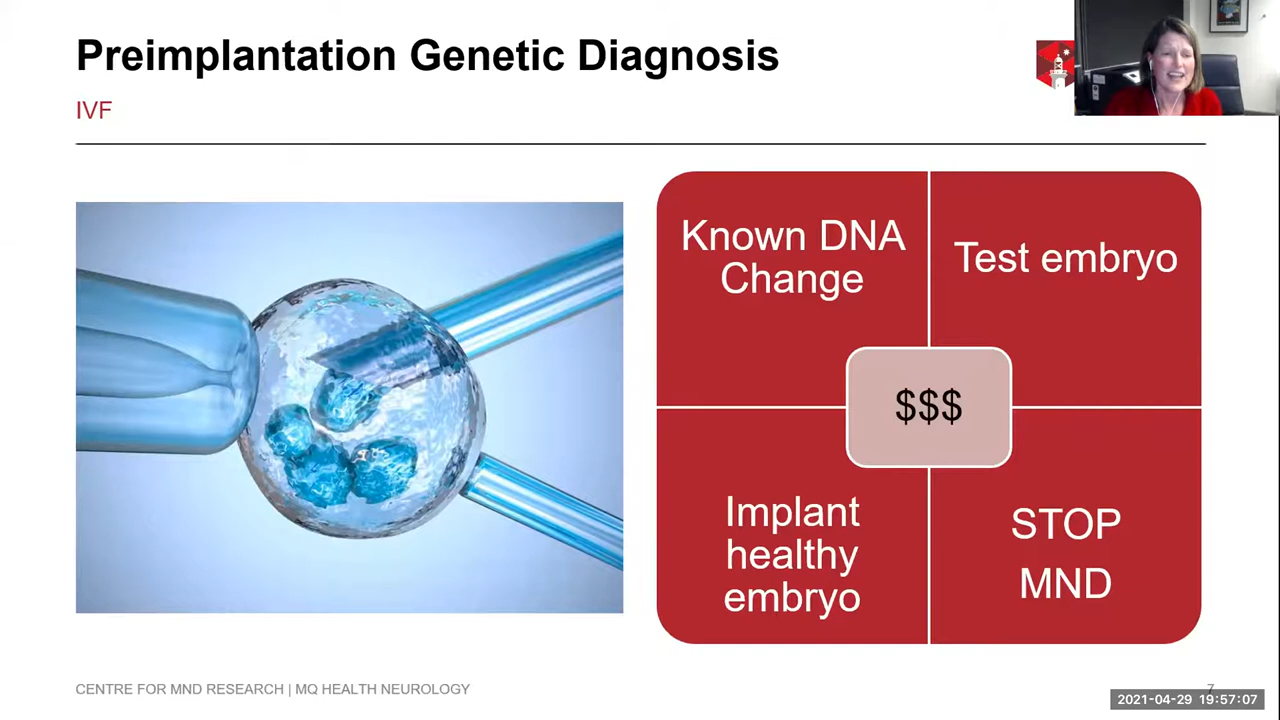 Preimplantation Genetic Diagnosis
IVF
Known DNA
Change
Test embryo
$$$
Implant
healthy
embryo
STOP
MND
CENTRE FOR MND RESEARCH | MQ HEALTH NEUROLOGY
7
2021-04-29 19:57:07